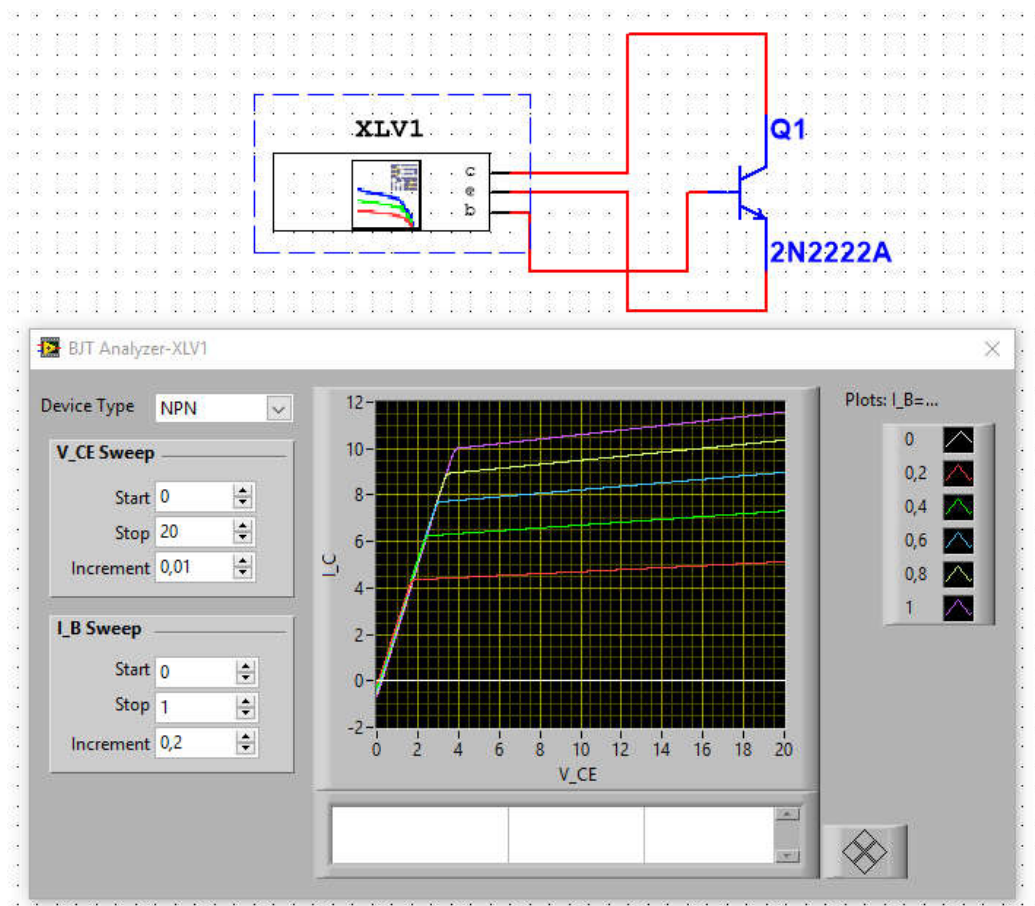 XLV1
c
e
b
Q1
2N2222A
BJT Analyzer-XLV1
Device Type NPN
V_CE Sweep
Start 0
Stop 20
Increment 0,01
I_B Sweep
Start 0
Stop 1
Increment 0,2
I_C
12
10
8
6
4
2
0
-2
0 2 4 6 8 10 12 14 16 18 20
V_CE
Plots: I_B=...
0
0,2
0,4
0,6
0,8
1